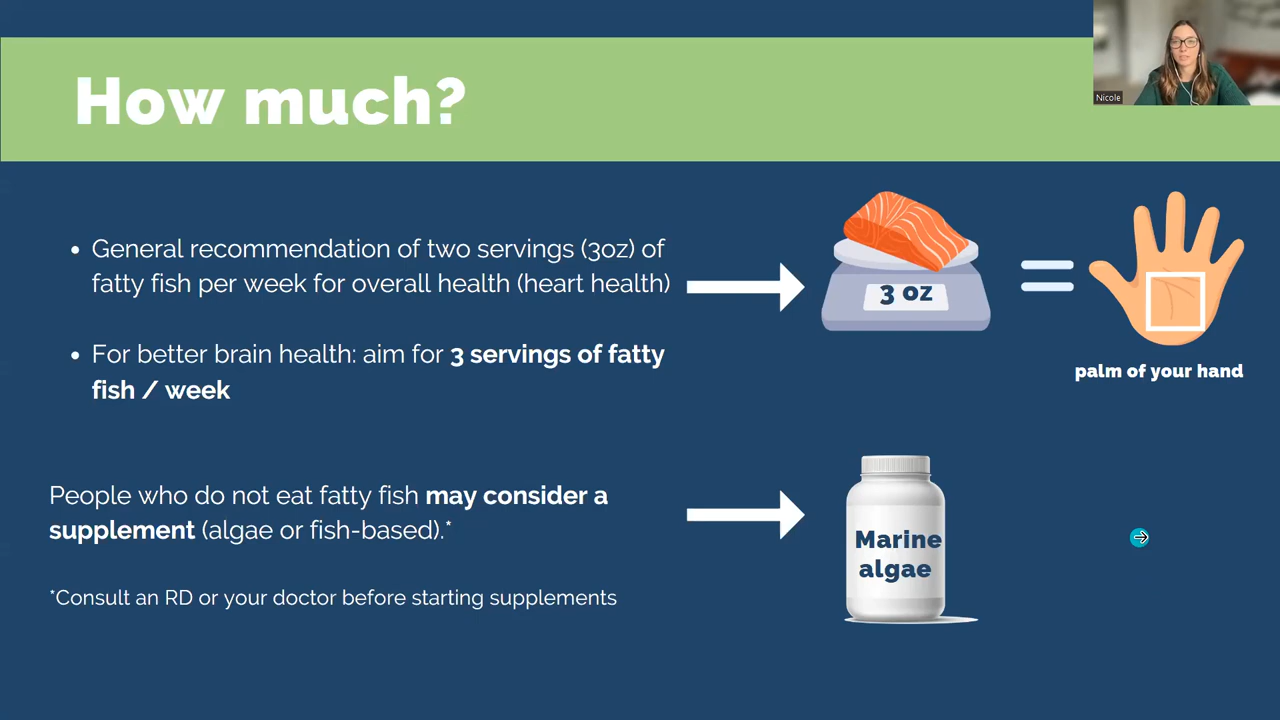 How much?
Nicole
General recommendation of two servings (3oz) of
fatty fish per week for overall health (heart health)
3 oz
palm of your hand
For better brain health: aim for 3 servings of fatty
fish / week
People who do not eat fatty fish may consider a
supplement (algae or fish-based).*
Marine
algae
*Consult an RD or your doctor before starting supplements